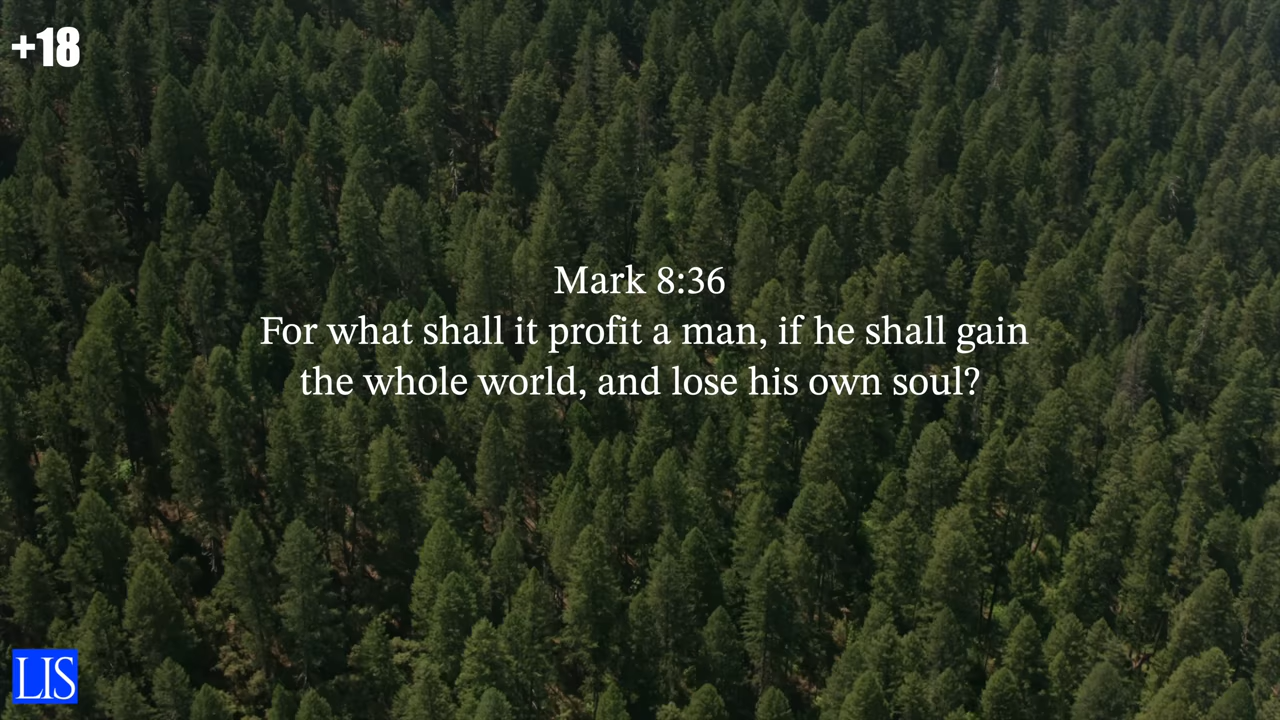 +18
Mark 8:36
For what shall it profit a man, if he shall gain
the whole world, and lose his own soul?
LIS